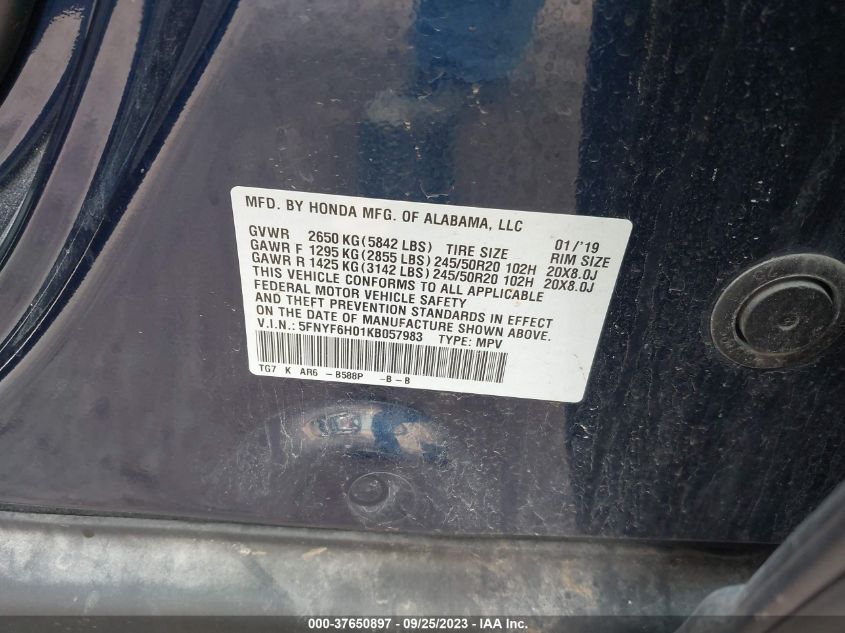 MFD. BY HONDA MFG. OF ALABAMA, LLC
01/'19
GVWR 2650 KG(5842 LBS) TIRE SIZE RIM SIZE
GAWR F 1295 KG(2855 LBS) 245/50R20 102H 20X8.0J
GAWR R 1425 KG(3142 LBS) 245/50R20 102H 20X8.0J
THIS VEHICLE CONFORMS TO ALL APPLICABLE
FEDERAL MOTOR VEHICLE SAFETY
AND THEFT PREVENTION STANDARDS IN EFFECT
ON THE DATE OF MANUFACTURE SHOWN ABOVE.
V.I.N.: 5FNYF6H01KB057983 TYPE: MPV
TG7 K AR6 -B588P -B-B
000-37650897 - 09/25/2023 -